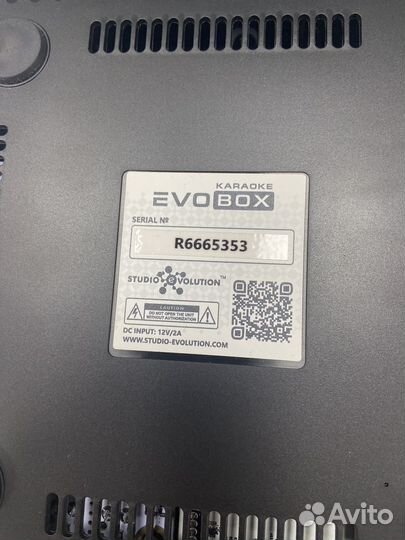 KARAOKE
EVOBOX
SERIAL №
R6665353
STUDIO EVOLUTION™
CAUTION
DO NOT OPEN THE UNIT
WITHOUT AUTHORIZATION
DC INPUT: 12V/2A
WWW.STUDIO-EVOLUTION.COM
Avito